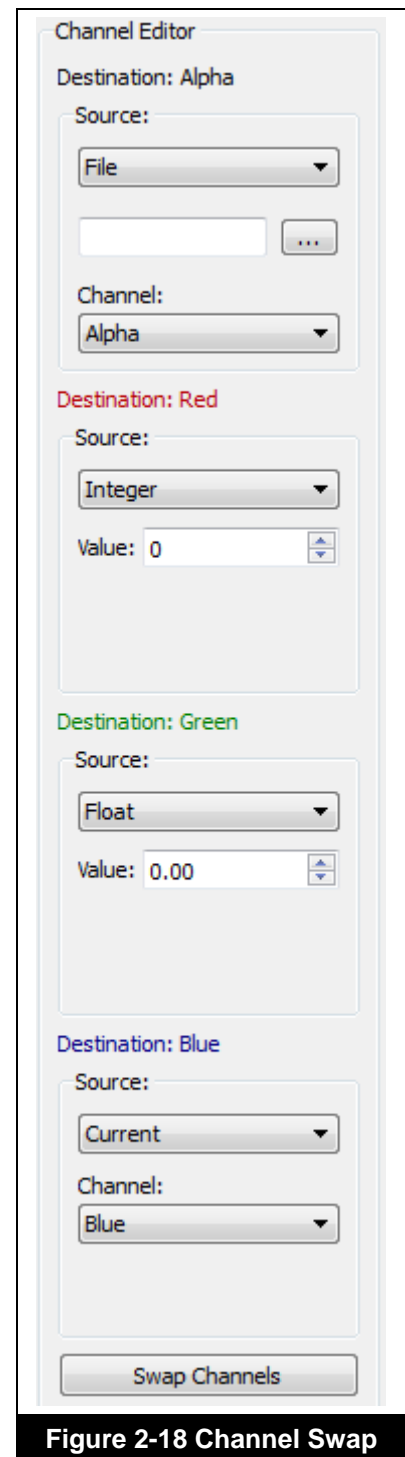 Channel Editor
Destination: Alpha
Source:
File
...
Channel:
Alpha
Destination: Red
Source:
Integer
Value: 0
Destination: Green
Source:
Float
Value: 0.00
Destination: Blue
Source:
Current
Channel:
Blue
Swap Channels
Figure 2-18 Channel Swap